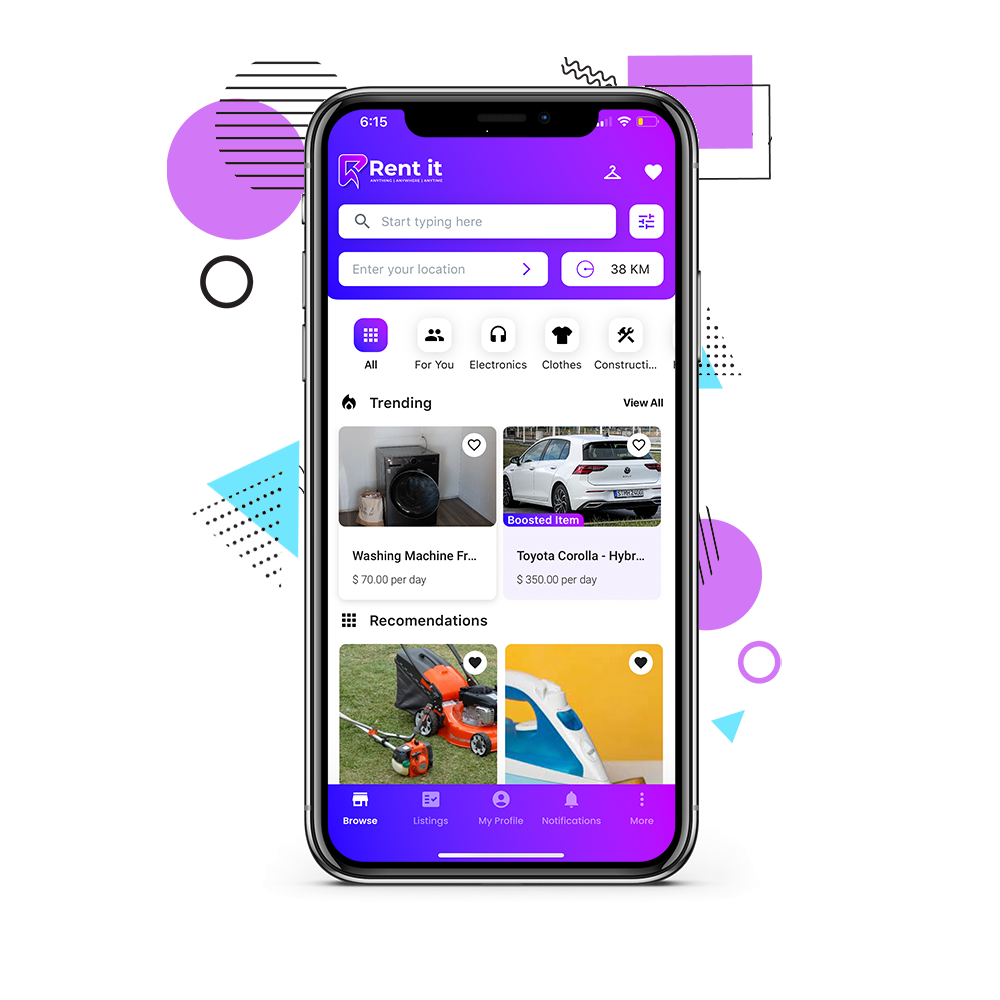 6:15
Rent it
ANYTHING | ANYWHERE | ANYTIME
Start typing here
Enter your location
38 KM
All
For You
Electronics
Clothes
Constructi...
Trending
View All
Boosted Item
Washing Machine Fr...
Toyota Corolla - Hybr...
$ 70.00 per day
$ 350.00 per day
Recomendations
Browse
Listings
My Profile
Notifications
More